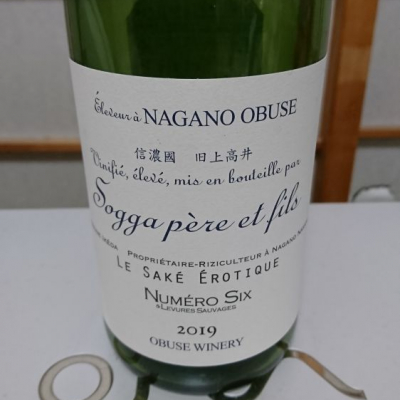 Éleveur à NAGANO OBUSE
信濃國 旧上高井
Vinifié, élevé, mis en bouteille par
Sogga père et fils
PROPRIÉTAIRE-RIZICULTEUR À NAGANO
LE SAKÉ ÉROTIQUE
NUMÉRO SIX
& LEVURES SAUVAGES
2019
OBUSE WINERY